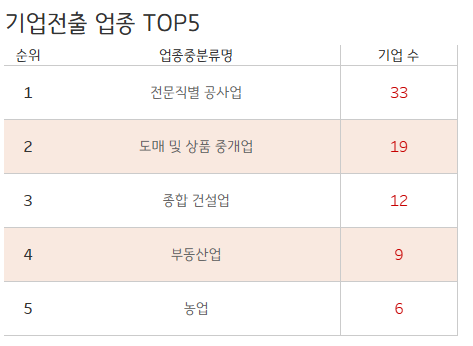 기업전출 업종 TOP5
순위 업종중분류명 기업 수
1 전문직별 공사업 33
2 도매 및 상품 중개업 19
3 종합 건설업 12
4 부동산업 9
5 농업 6